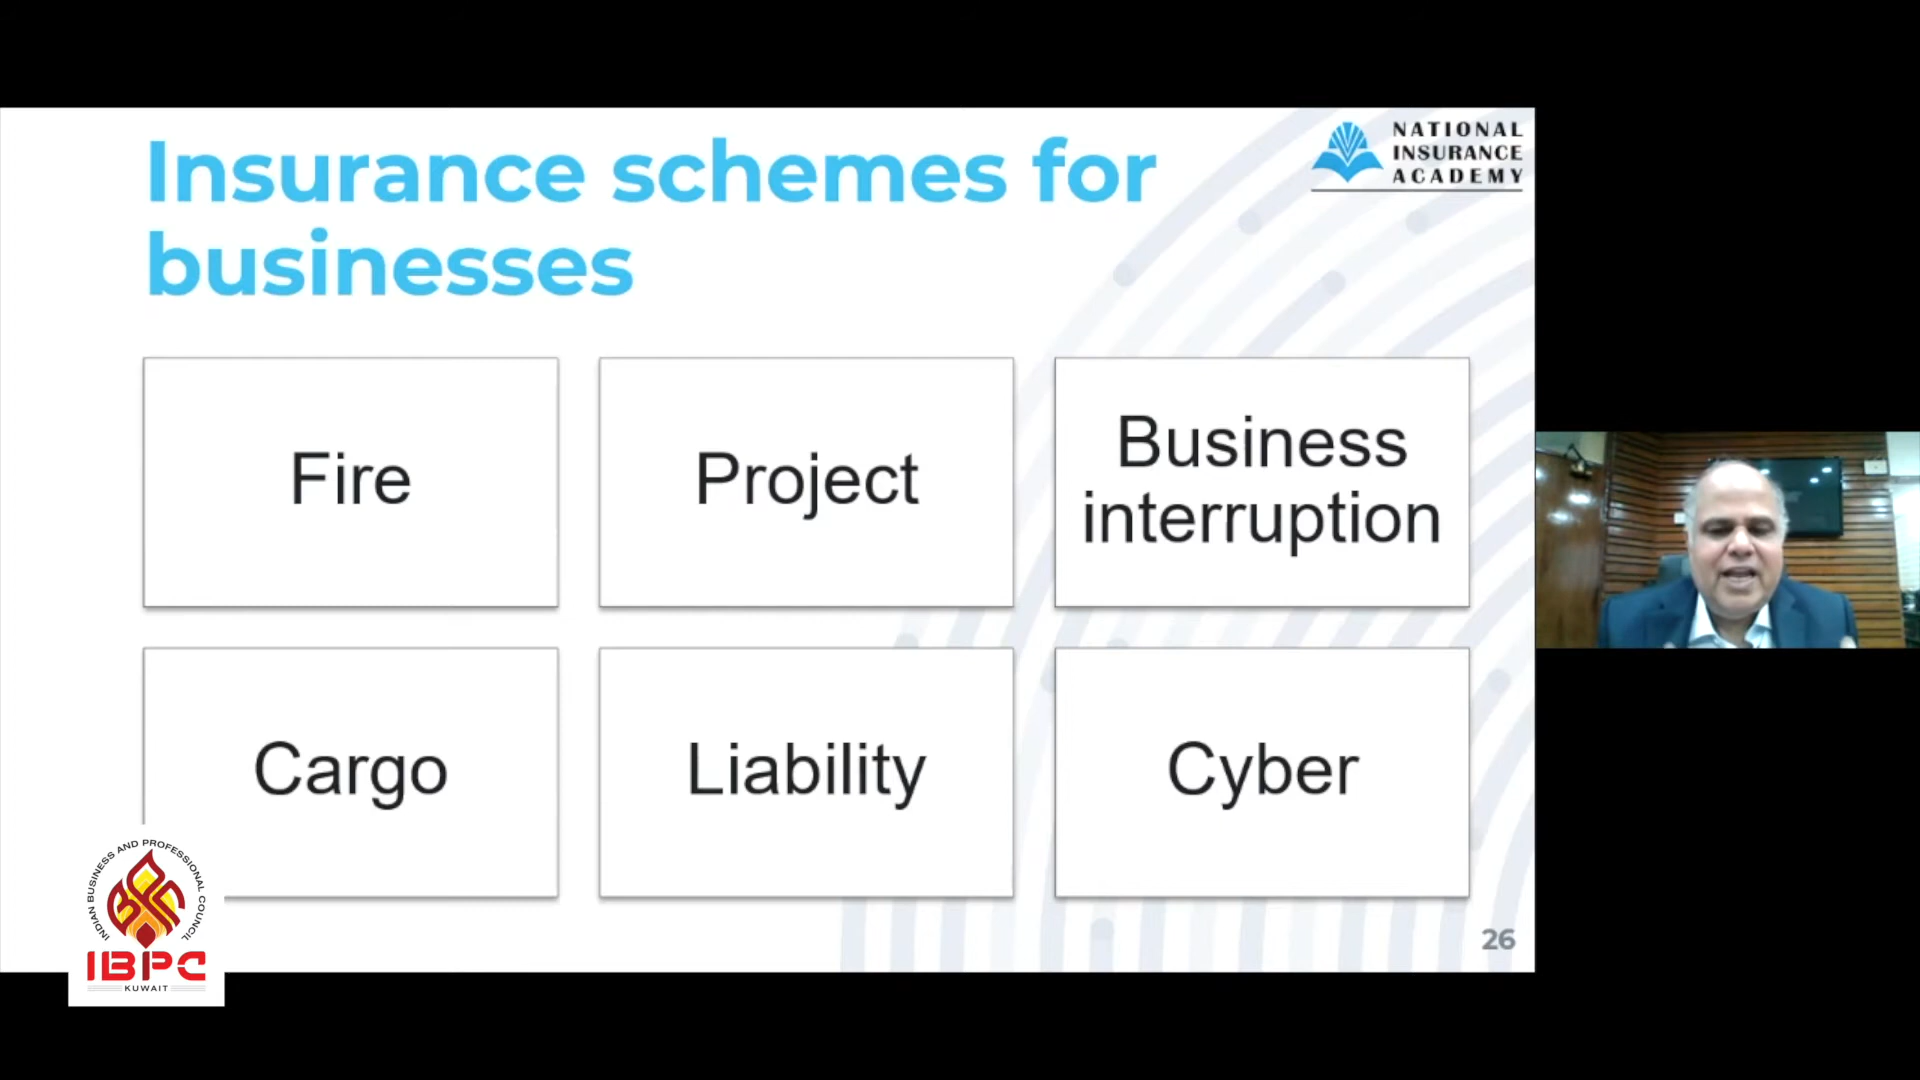 Insurance schemes for
businesses
NATIONAL
INSURANCE
ACADEMY
Fire
Project
Business
interruption
Cargo
Liability
Cyber
INDIAN BUSINESS AND PROFESSIONAL COUNCIL
IBPC
KUWAIT
26